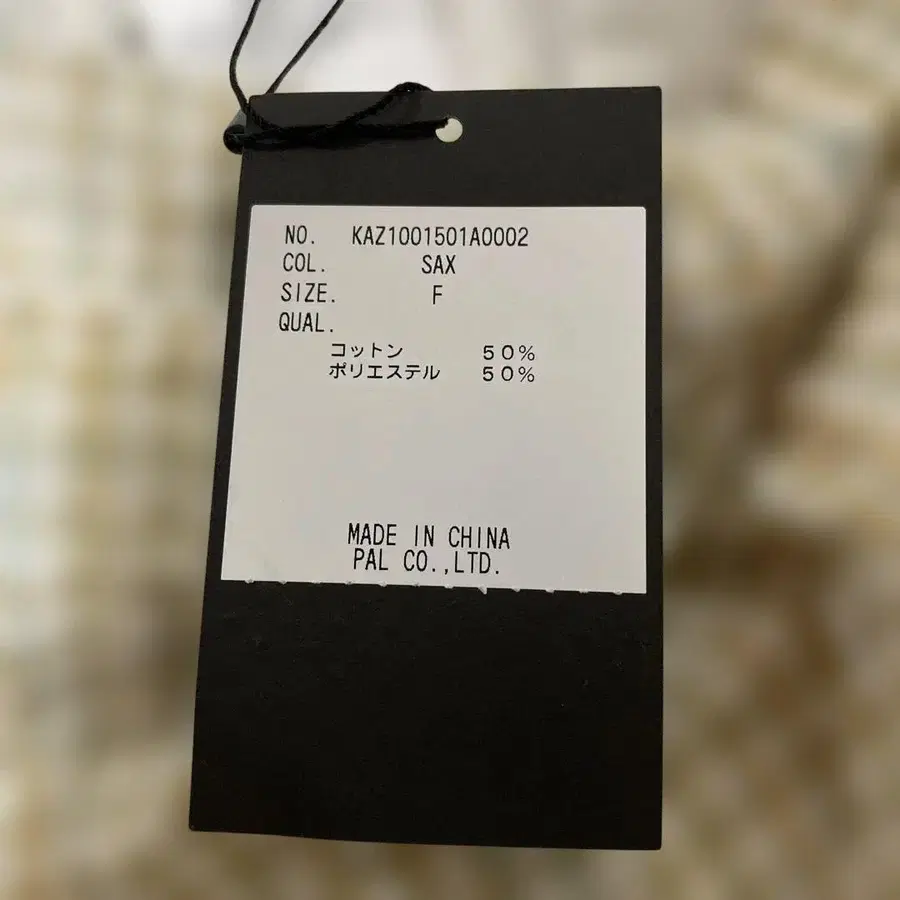 NO. KAZ1001501A0002
COL. SAX
SIZE. F
QUAL.
コットン 50%
ポリエステル 50%
MADE IN CHINA
PAL CO.,LTD.